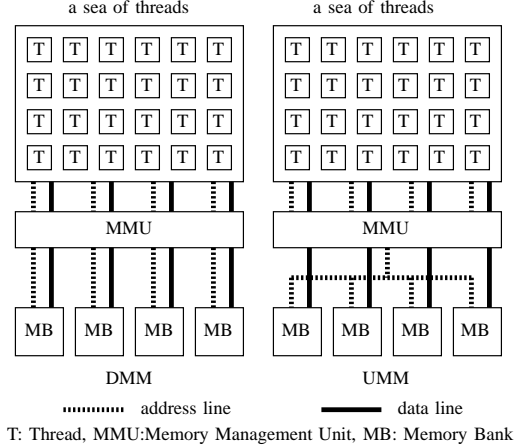 a sea of threads a sea of threads
T T T T T T T T T T T T
T T T T T T T T T T T T
T T T T T T T T T T T T
T T T T T T T T T T T T
MMU MMU
MB MB MB MB MB MB MB MB
DMM UMM
address line data line
T: Thread, MMU:Memory Management Unit, MB: Memory Bank